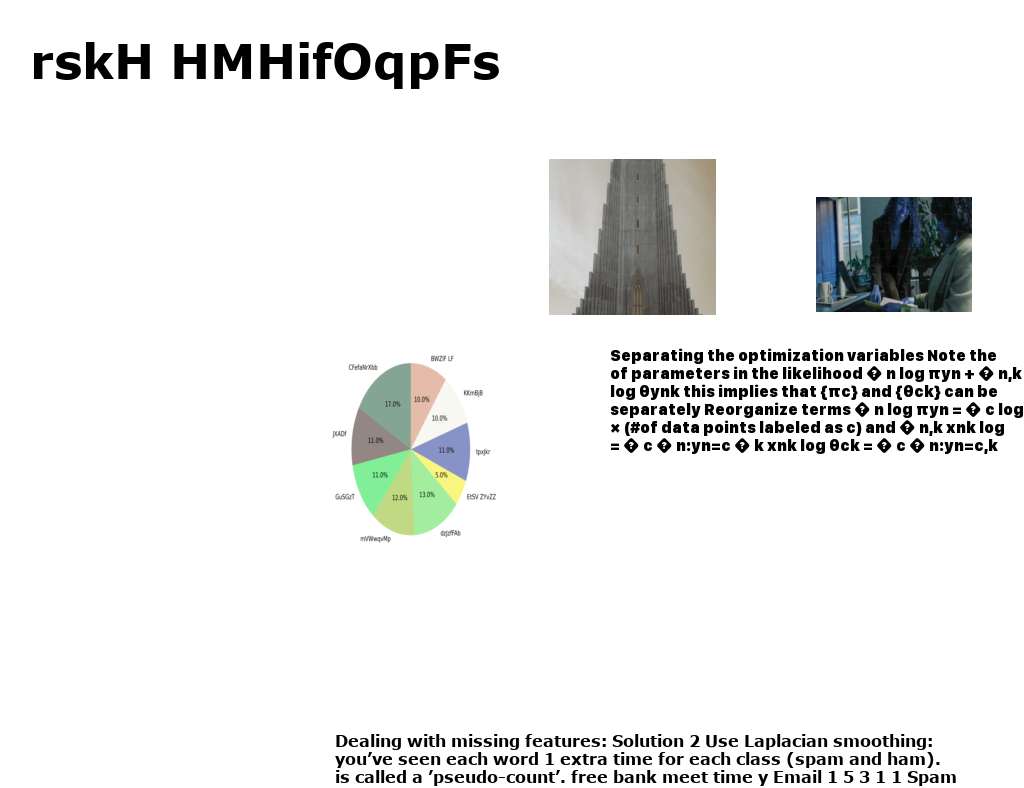 rskH HMHifOqpFs
BWZIF LF
CFefaNrXbb
KKmBjB
10.0%
17.0%
10.0%
JXADf
11.0%
11.0%
tpxJkr
11.0%
5.0%
GuSGzT
12.0%
13.0%
EtSV ZYvZZ
mVWwqvMp
dzJzfFAb
Separating the optimization variables Note the
of parameters in the likelihood � n log πyn + � n,k
log θynk this implies that {πc} and {θck} can be
separately Reorganize terms � n log πyn = � c log
× (#of data points labeled as c) and � n,k xnk log
= � c � n:yn=c � k xnk log θck = � c � n:yn=c,k
Dealing with missing features: Solution 2 Use Laplacian smoothing:
you’ve seen each word 1 extra time for each class (spam and ham).
is called a ’pseudo-count’. free bank meet time y Email 1 5 3 1 1 Spam